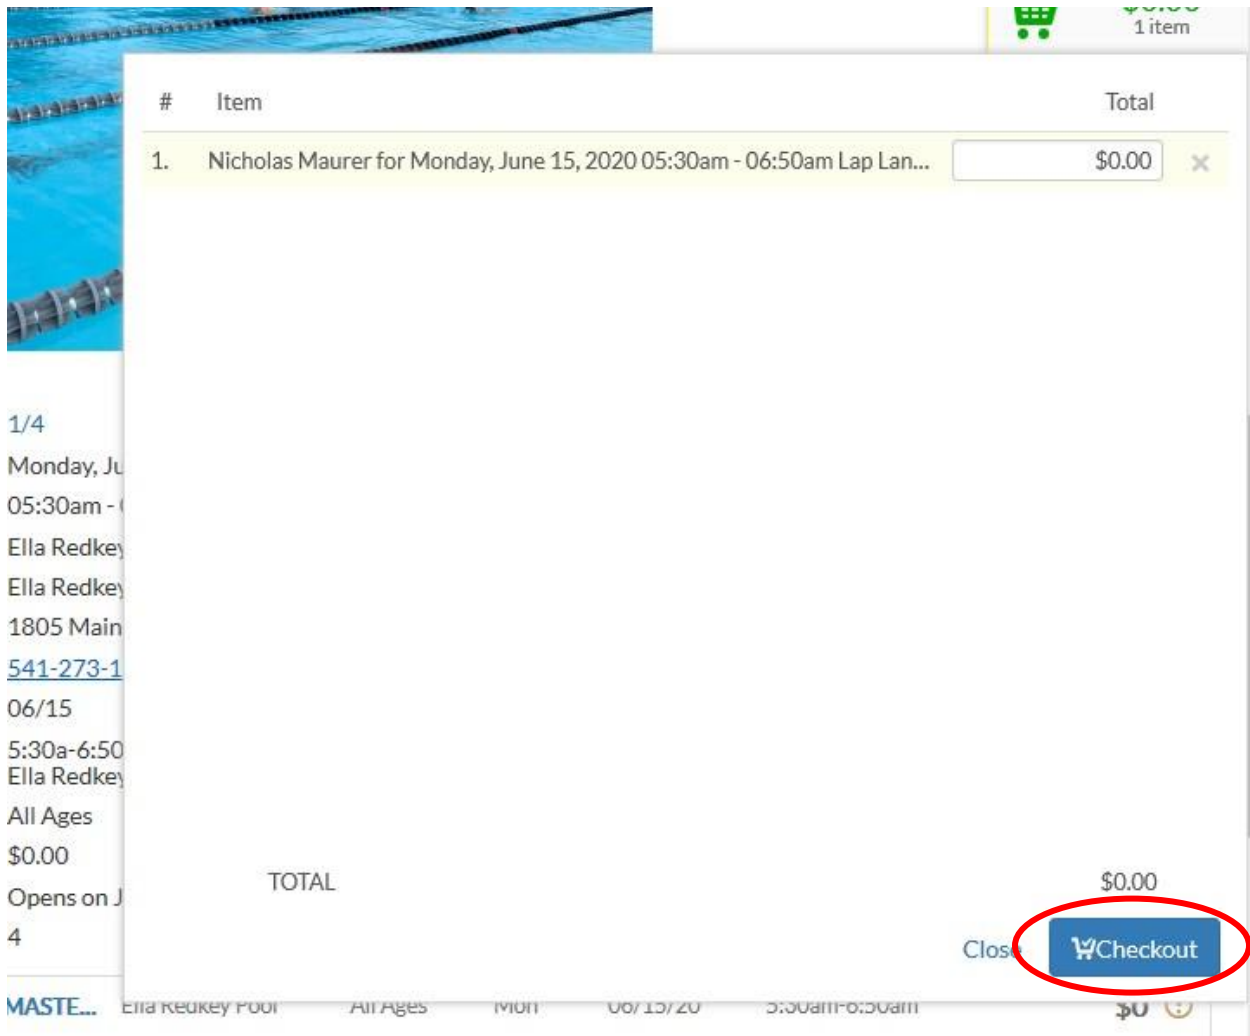 1 item
# Item Total
1. Nicholas Maurer for Monday, June 15, 2020 05:30am - 06:50am Lap Lan... $0.00 ×
1/4
Monday, Ju
05:30am - 
Ella Redkey
Ella Redkey
1805 Main
541-273-1
06/15
5:30a-6:50
Ella Redkey
All Ages
$0.00
Opens on J
4
TOTAL $0.00
Close Checkout
MASTE... Ella Redkey Pool All Ages Mon 06/15/20 5:30am-6:50am $0